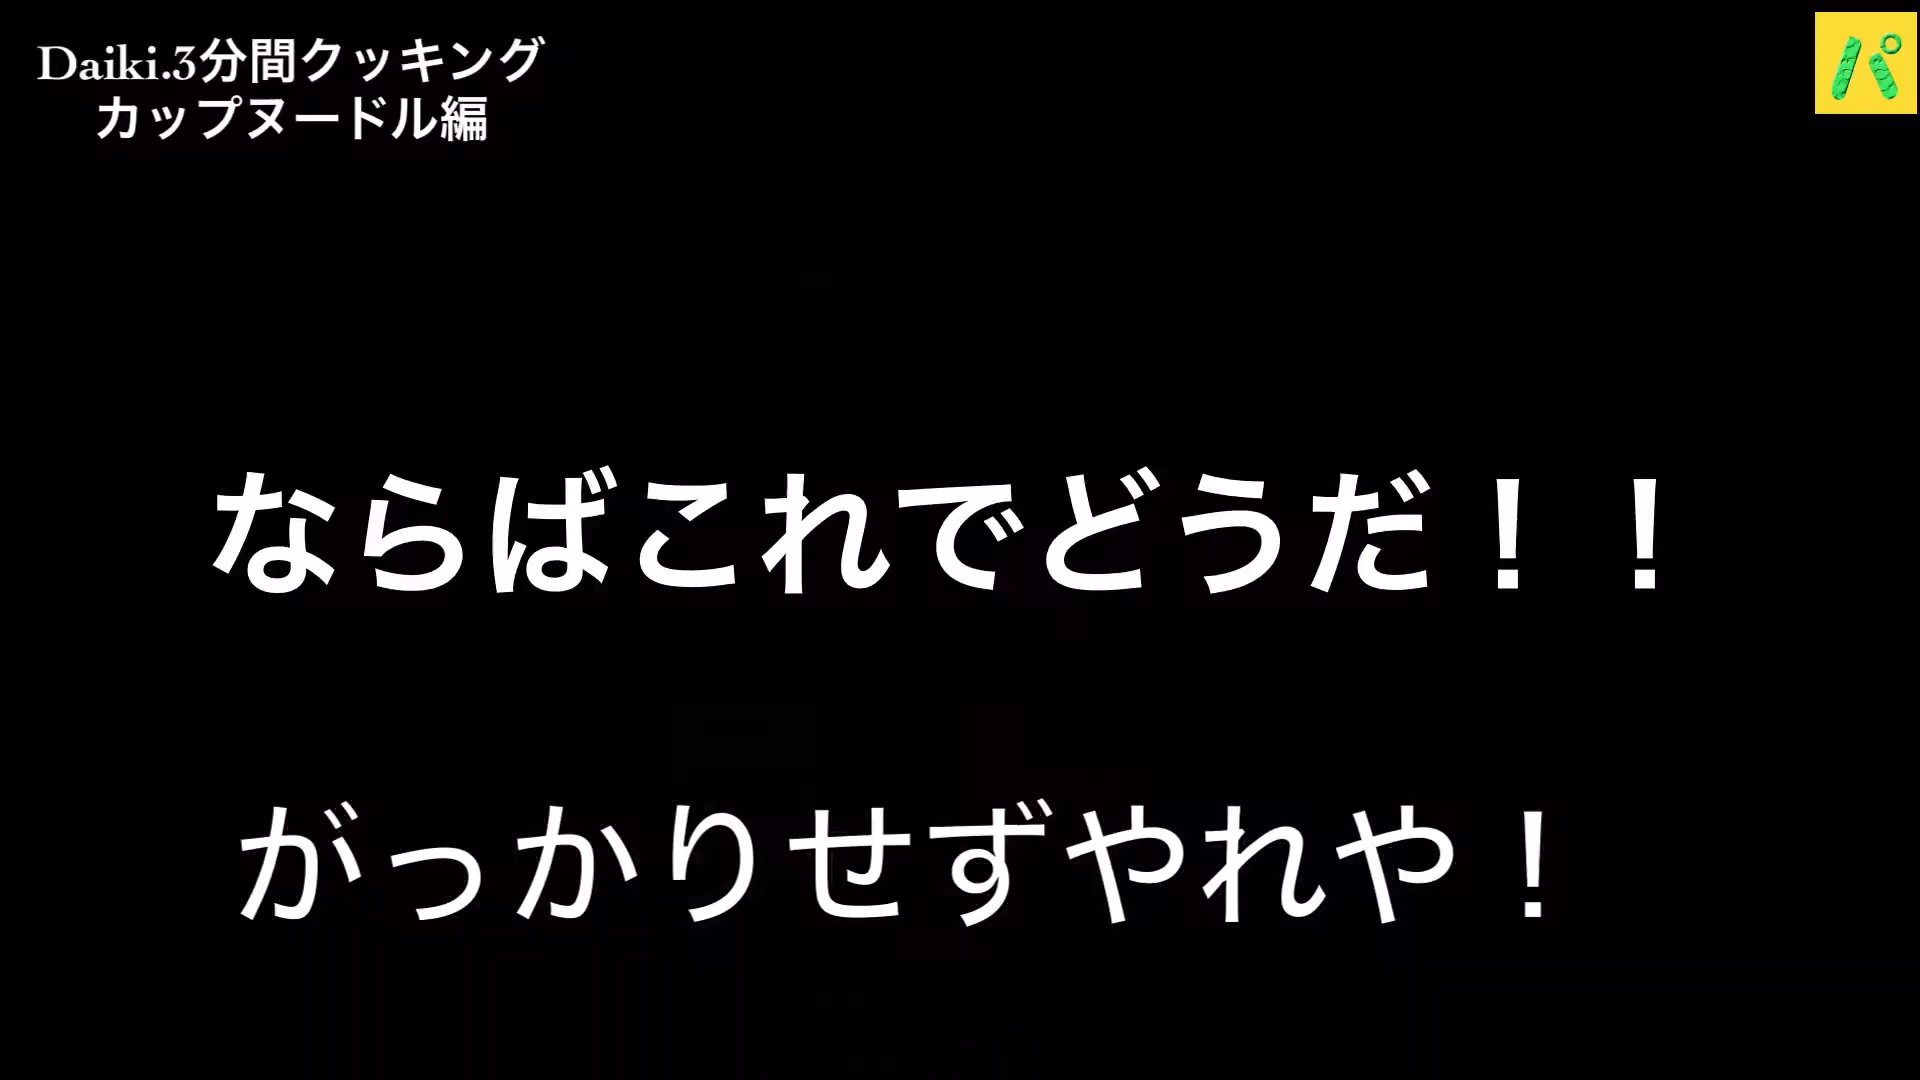 Daiki.3分間クッキング
カップヌードル編
パ
ならばこれでどうだ！！
がっかりせずやれや！